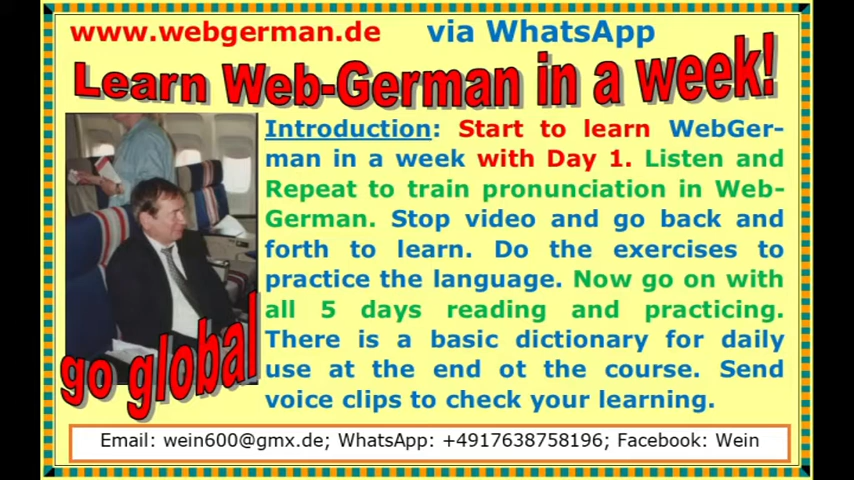 www.webgerman.de via WhatsApp
Learn Web-German in a week!
Introduction: Start to learn WebGer-
man in a week with Day 1. Listen and
Repeat to train pronunciation in Web-
German. Stop video and go back and
forth to learn. Do the exercises to
practice the language. Now go on with
all 5 days reading and practicing.
There is a basic dictionary for daily
use at the end ot the course. Send
voice clips to check your learning.
go global
Email: wein600@gmx.de; WhatsApp: +4917638758196; Facebook: Wein